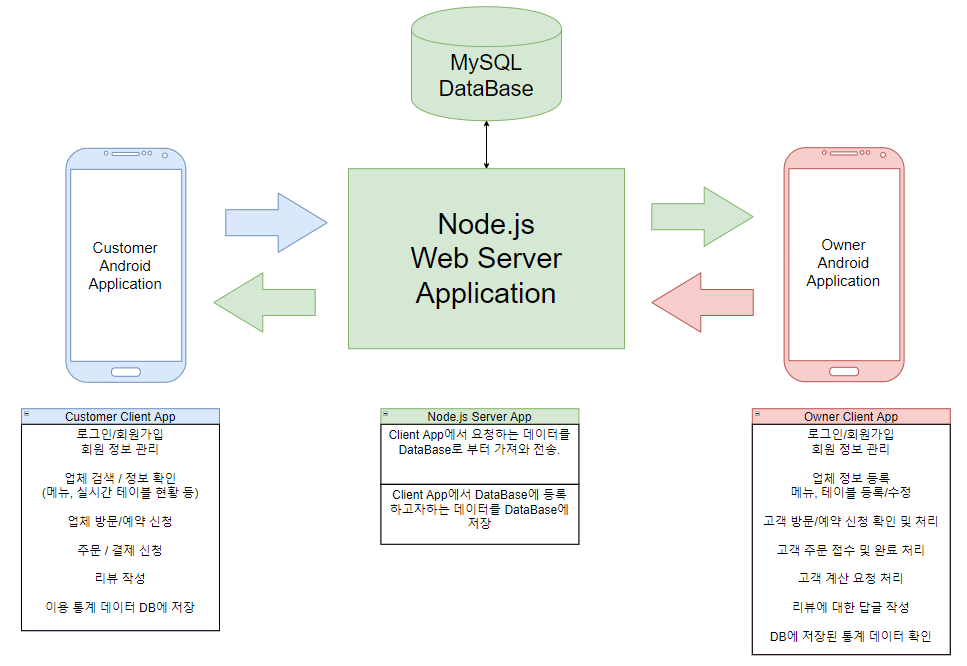 MySQL
DataBase
Customer
Android
Application
Node.js
Web Server
Application
Owner
Android
Application
Customer Client App
로그인/회원가입
회원 정보 관리
업체 검색 / 정보 확인
(메뉴, 실시간 테이블 현황 등)
업체 방문/예약 신청
주문 / 결제 신청
리뷰 작성
이용 통계 데이터 DB에 저장
Node.js Server App
Client App에서 요청하는 데이터를
DataBase로 부터 가져와 전송.
Client App에서 DataBase에 등록
하고자하는 데이터를 DataBase에
저장
Owner Client App
로그인/회원가입
회원 정보 관리
업체 정보 등록
메뉴, 테이블 등록/수정
고객 방문/예약 신청 확인 및 처리
고객 주문 접수 및 완료 처리
고객 계산 요청 처리
리뷰에 대한 답글 작성
DB에 저장된 통계 데이터 확인